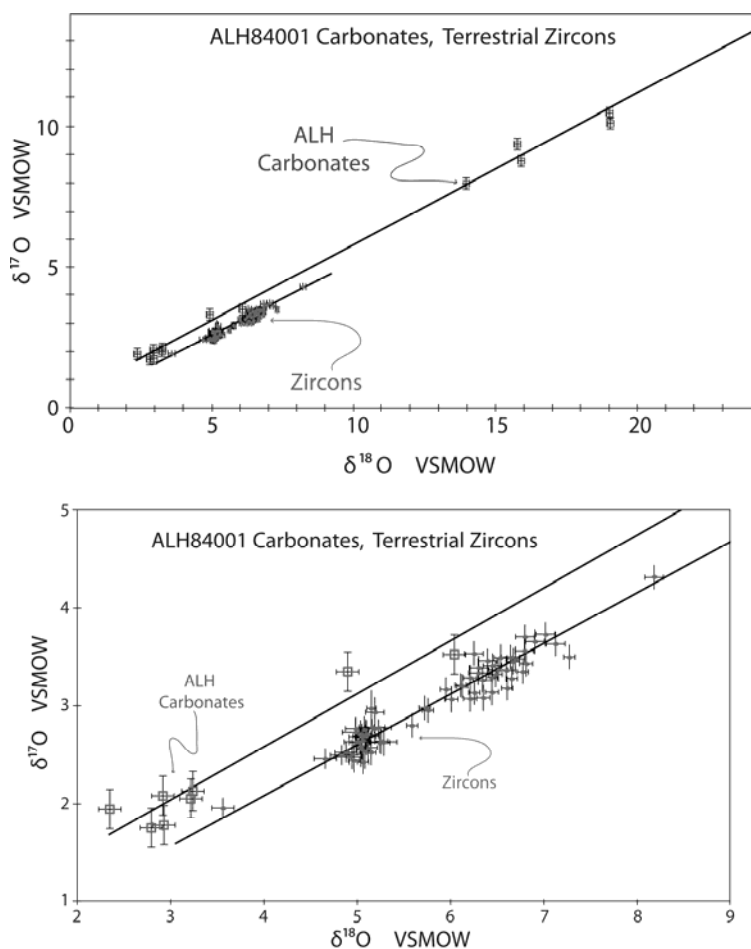 ALH84001 Carbonates, Terrestrial Zircons
10
5
0
δ¹⁷O VSMOW
ALH
Carbonates
Zircons
0 5 10 15 20
δ¹⁸O VSMOW
5
4
3
2
1
δ¹⁷O VSMOW
ALH84001 Carbonates, Terrestrial Zircons
ALH
Carbonates
Zircons
2 3 4 5 6 7 8 9
δ¹⁸O VSMOW